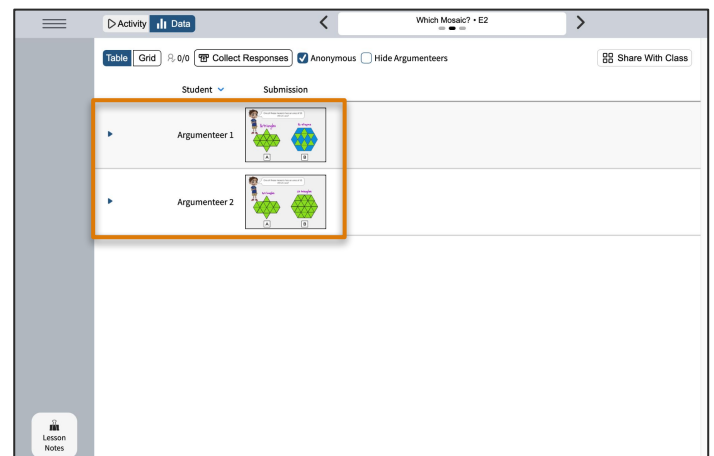 Activity Data
Which Mosaic? • E2
Table Grid 0/0 Collect Responses Anonymous Hide Argumenteers Share With Class
Student Submission
Argumenteer 1
A B
Argumenteer 2
A B
Lesson
Notes